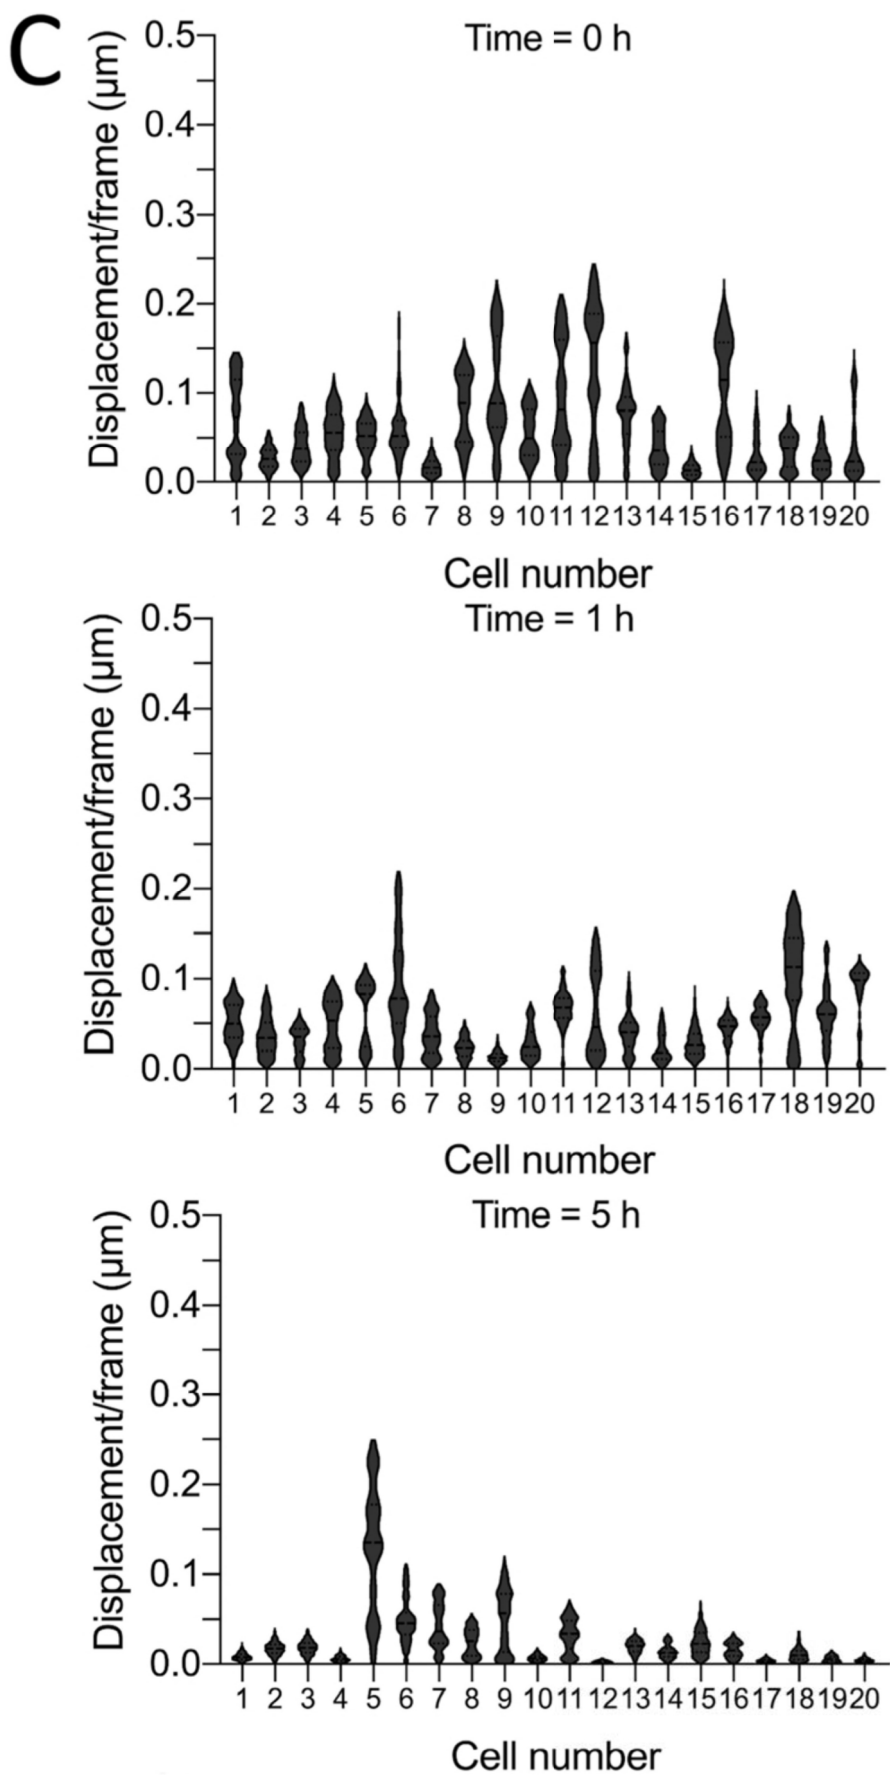 C
Time = 0 h
Displacement/frame (μm)
0.5
0.4
0.3
0.2
0.1
0.0
1 2 3 4 5 6 7 8 9 10 11 12 13 14 15 16 17 18 19 20
Cell number
Time = 1 h
Displacement/frame (μm)
0.5
0.4
0.3
0.2
0.1
0.0
1 2 3 4 5 6 7 8 9 10 11 12 13 14 15 16 17 18 19 20
Cell number
Time = 5 h
Displacement/frame (μm)
0.5
0.4
0.3
0.2
0.1
0.0
1 2 3 4 5 6 7 8 9 10 11 12 13 14 15 16 17 18 19 20
Cell number